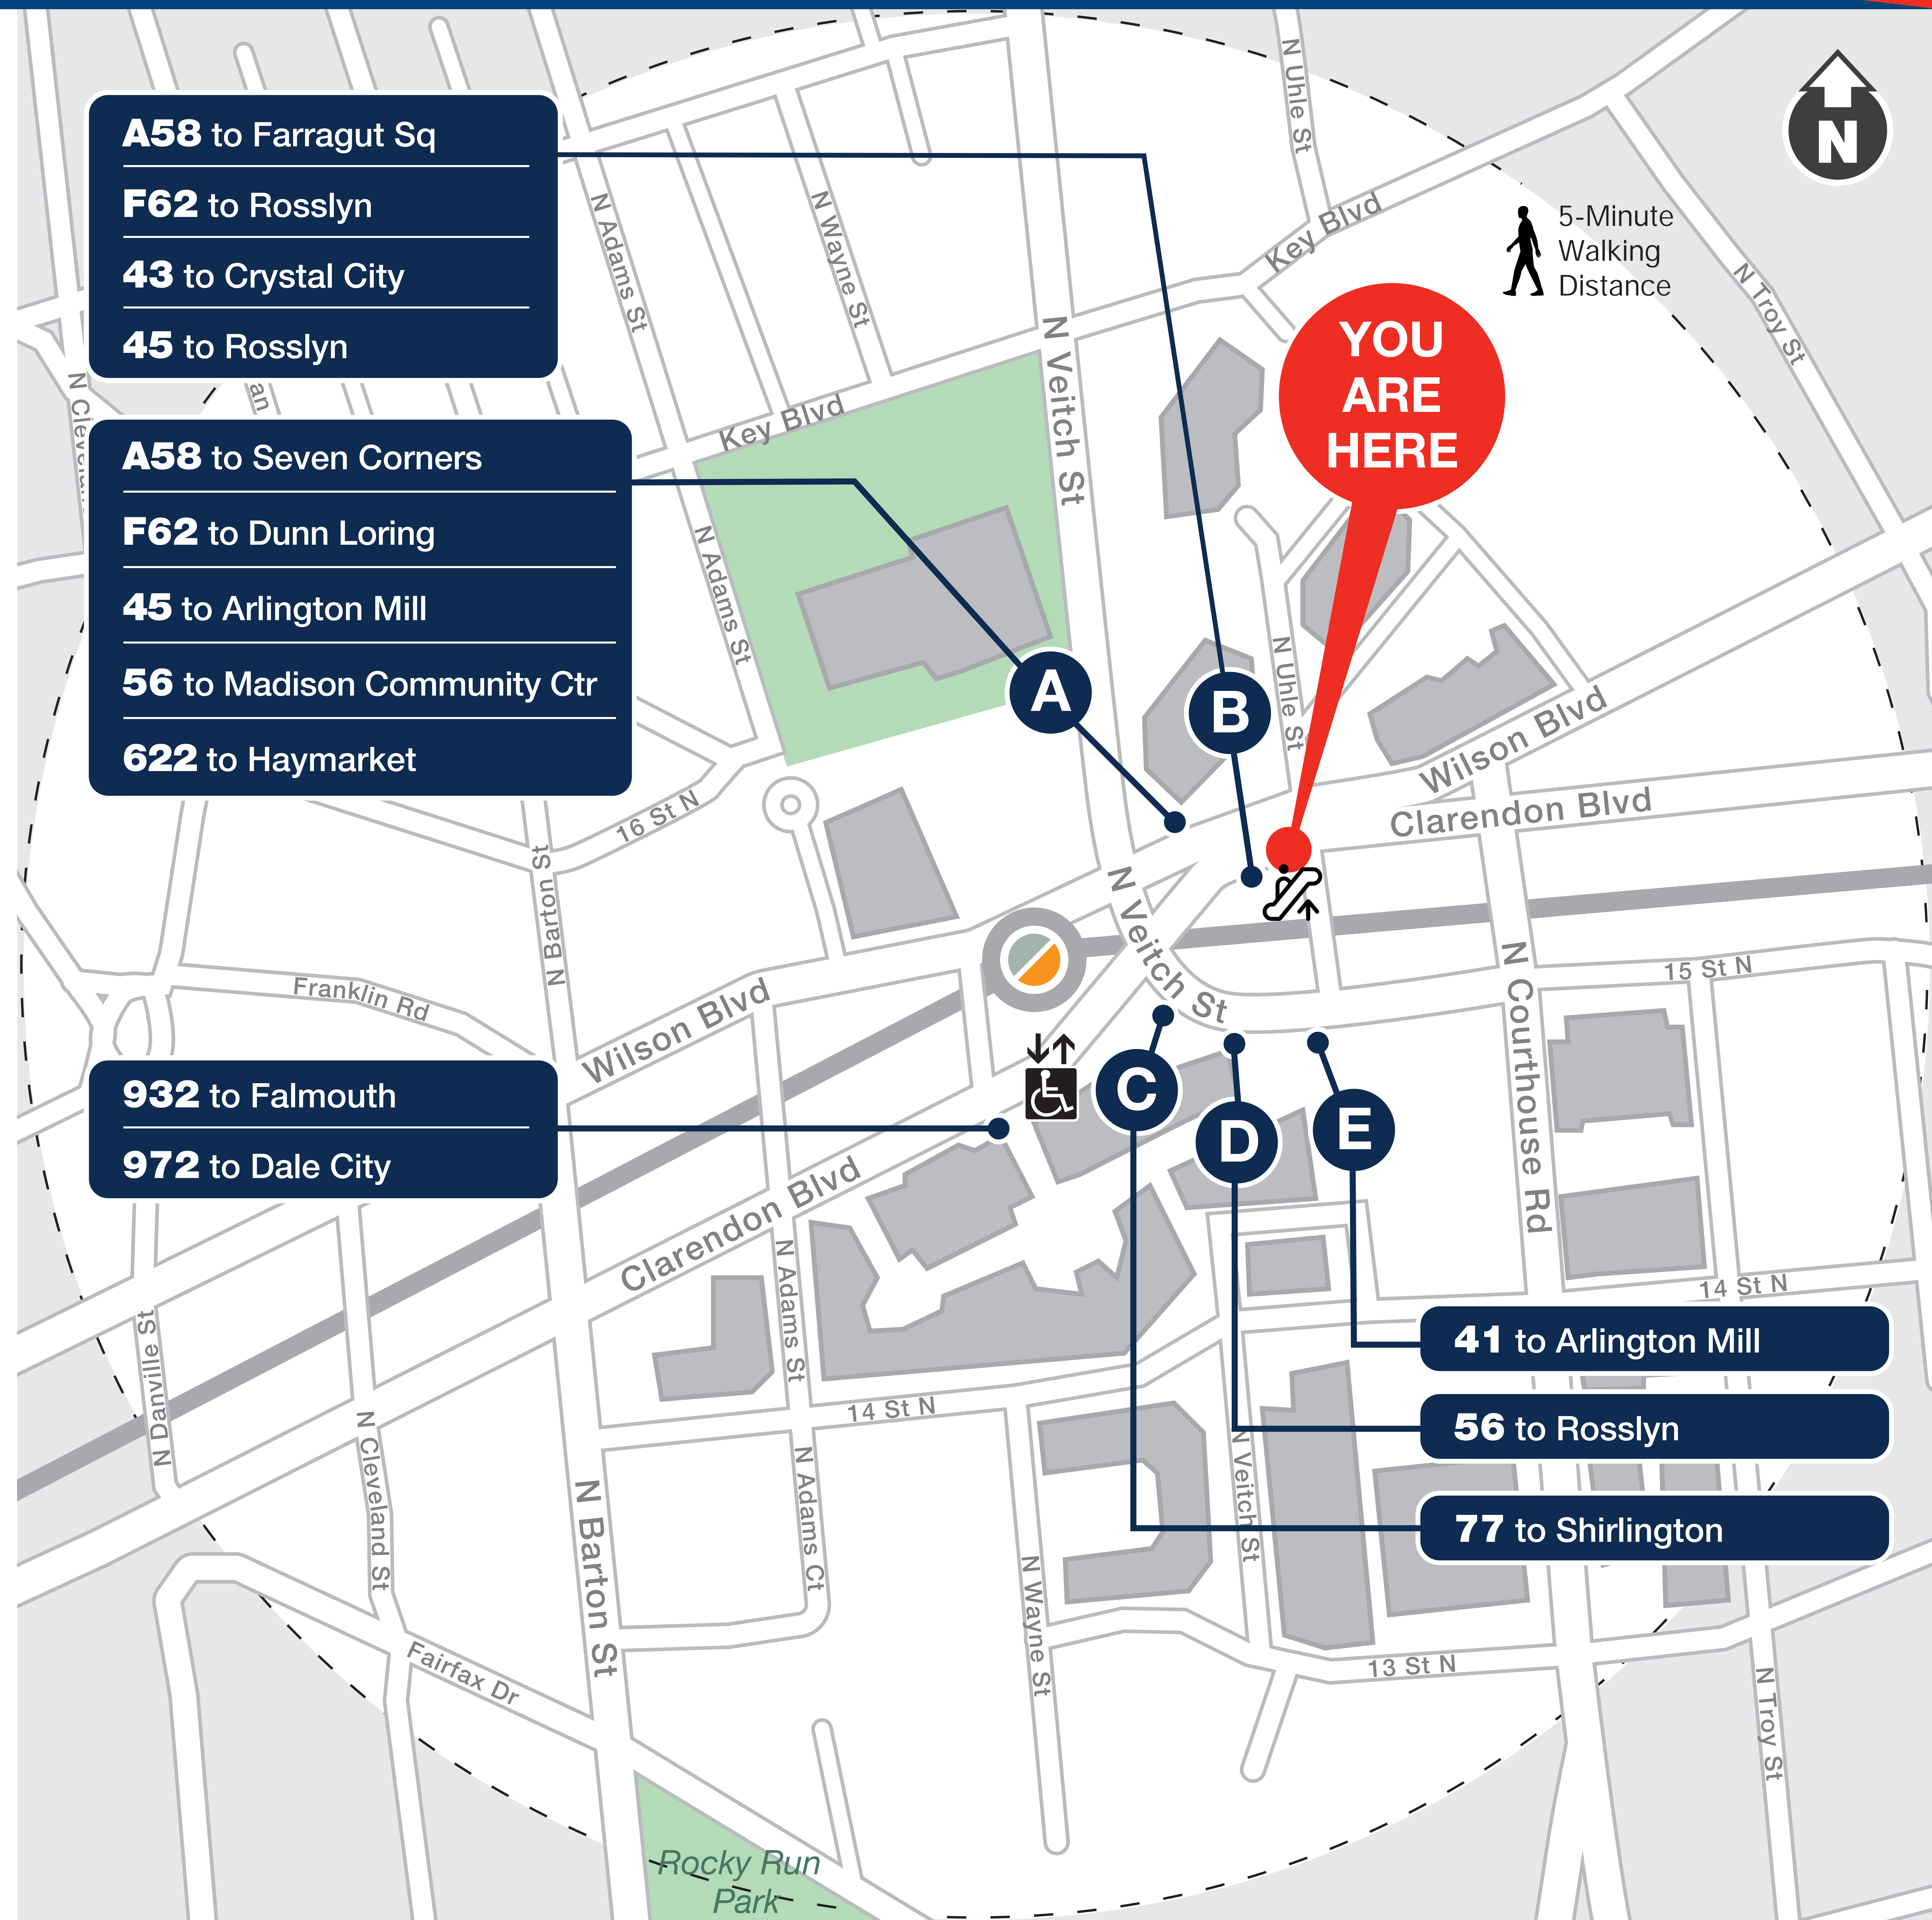 A58 to Farragut Sq
F62 to Rosslyn
43 to Crystal City
45 to Rosslyn
A58 to Seven Corners
F62 to Dunn Loring
45 to Arlington Mill
56 to Madison Community Ctr
622 to Haymarket
932 to Falmouth
972 to Dale City
41 to Arlington Mill
56 to Rosslyn
77 to Shirlington
N
5-Minute
Walking
Distance
YOU
ARE
HERE
A
B
C
D
E
N Uhle St
Key Blvd
N Troy St
N Adams St
N Wayne St
N Veitch St
Key Blvd
N Adams St
N Uhle St
Wilson Blvd
Clarendon Blvd
16 St N
N Barton St
N Veitch St
Franklin Rd
Wilson Blvd
15 St N
N Courthouse Rd
Clarendon Blvd
N Adams St
14 St N
N Danville St
14 St N
N Cleveland St
N Adams Ct
N Veitch St
N Barton St
N Wayne St
13 St N
Fairfax Dr
N Troy St
Rocky Run
Park